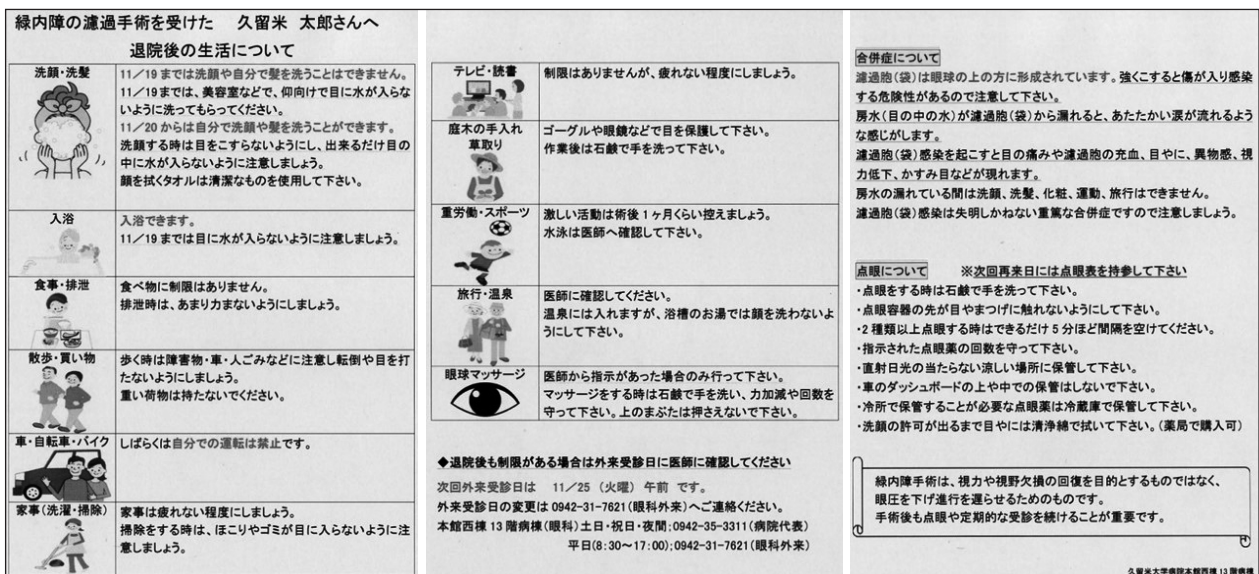 緑内障の濾過手術を受けた　久留米　太郎さんへ
退院後の生活について
洗顔・洗髪
11／19 までは洗顔や自分で髪を洗うことはできません。
11／19 までは、美容室などで、仰向けで目に水が入らな
いように洗ってもらってください。
11／20 からは自分で洗顔や髪を洗うことができます。
洗顔する時は目をこすらないようにし、出来るだけ目の
中に水が入らないように注意しましょう。
顔を拭くタオルは清潔なものを使用して下さい。
入浴
入浴できます。
11／19 までは目に水が入らないように注意しましょう。
食事・排泄
食べ物に制限はありません。
排泄時は、あまり力まないようにしましょう。
散歩・買い物
歩く時は障害物・車・人ごみなどに注意し転倒や目を打
たないようにしましょう。
重い荷物は持たないでください。
車・自転車・バイク
しばらくは自分での運転は禁止です。
家事（洗濯・掃除）
家事は疲れない程度にしましょう。
掃除をする時は、ほこりやゴミが目に入らないように注
意しましょう。
テレビ・読書
制限はありませんが、疲れない程度にしましょう。
庭木の手入れ
草取り
ゴーグルや眼鏡などで目を保護して下さい。
作業後は石鹸で手を洗って下さい。
重労働・スポーツ
激しい活動は術後 1 ヶ月くらい控えましょう。
水泳は医師へ確認して下さい。
旅行・温泉
医師に確認してください。
温泉には入れますが、浴槽のお湯では顔を洗わないよ
うにして下さい。
眼球マッサージ
医師から指示があった場合のみ行って下さい。
マッサージをする時は石鹸で手を洗い、力加減や回数を
守って下さい。上のまぶたは押さえないで下さい。
◆退院後も制限がある場合は外来受診日に医師に確認してください
次回外来受診日は　11／25　（火曜）　午前　です。
外来受診日の変更は 0942-31-7621（眼科外来）へご連絡ください。
本館西棟 13 階病棟（眼科）土日・祝日・夜間；0942-35-3311（病院代表）
平日（8：30～17：00）；0942-31-7621（眼科外来）
合併症について
濾過胞（袋）は眼球の上の方に形成されています。強くこすると傷が入り感染
する危険性があるので注意して下さい。
房水（目の中の水）が濾過胞（袋）から漏れると、あたたかい涙が流れるよう
な感じがします。
濾過胞（袋）感染を起こすと目の痛みや濾過胞の充血、目やに、異物感、視
力低下、かすみ目などが現れます。
房水の漏れている間は洗顔、洗髪、化粧、運動、旅行はできません。
濾過胞（袋）感染は失明しかねない重篤な合併症ですので注意しましょう。
点眼について　　※次回再来日には点眼表を持参して下さい
・点眼をする時は石鹸で手を洗って下さい。
・点眼容器の先が目やまつげに触れないようにして下さい。
・2 種類以上点眼する時はできるだけ 5 分ほど間隔を空けてください。
・指示された点眼薬の回数を守って下さい。
・直射日光の当たらない涼しい場所に保管して下さい。
・車のダッシュボードの上や中での保管はしないで下さい。
・冷所で保管することが必要な点眼薬は冷蔵庫で保管して下さい。
・洗顔の許可が出るまで目やには清浄綿で拭いて下さい。（薬局で購入可）
緑内障手術は、視力や視野欠損の回復を目的とするものではなく、
眼圧を下げ進行を遅らせるためのものです。
手術後も点眼や定期的な受診を続けることが重要です。
久留米大学病院本館西棟 13 階病棟